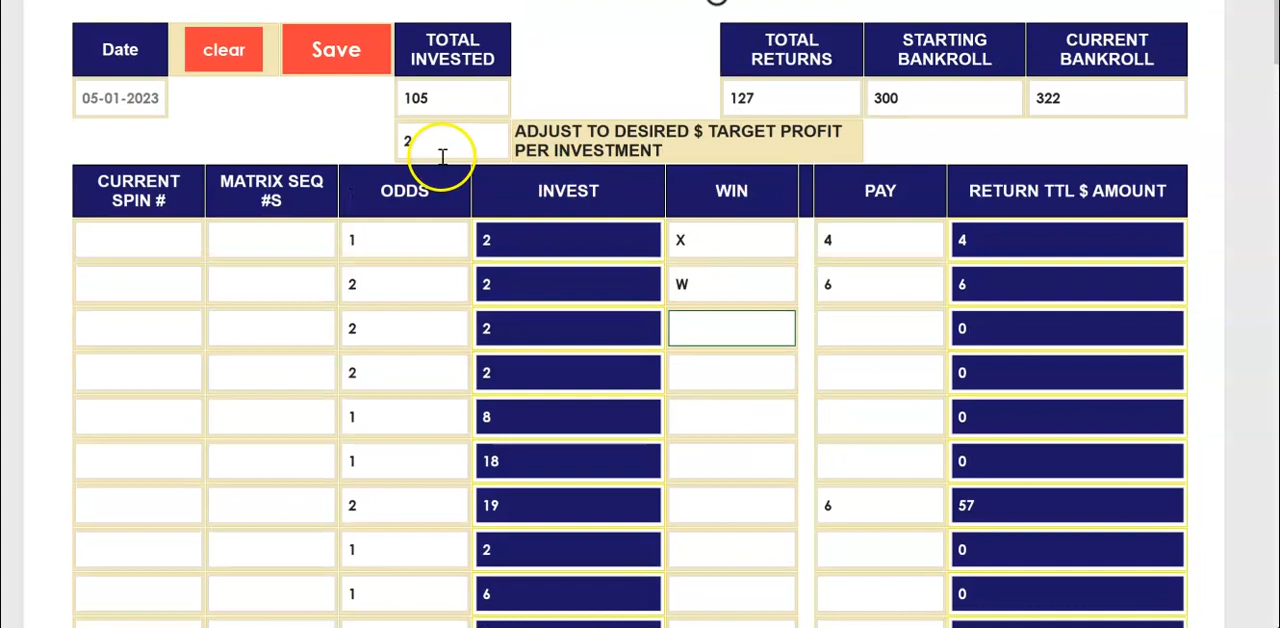 Date clear Save TOTAL INVESTED TOTAL RETURNS STARTING BANKROLL CURRENT BANKROLL
05-01-2023 105 127 300 322
2 ADJUST TO DESIRED $ TARGET PROFIT
PER INVESTMENT
CURRENT SPIN # MATRIX SEQ #S ODDS INVEST WIN PAY RETURN TTL $ AMOUNT
1 2 X 4 4
2 2 W 6 6
2 2 0
2 2 0
1 8 0
1 18 0
2 19 6 57
1 2 0
1 6 0